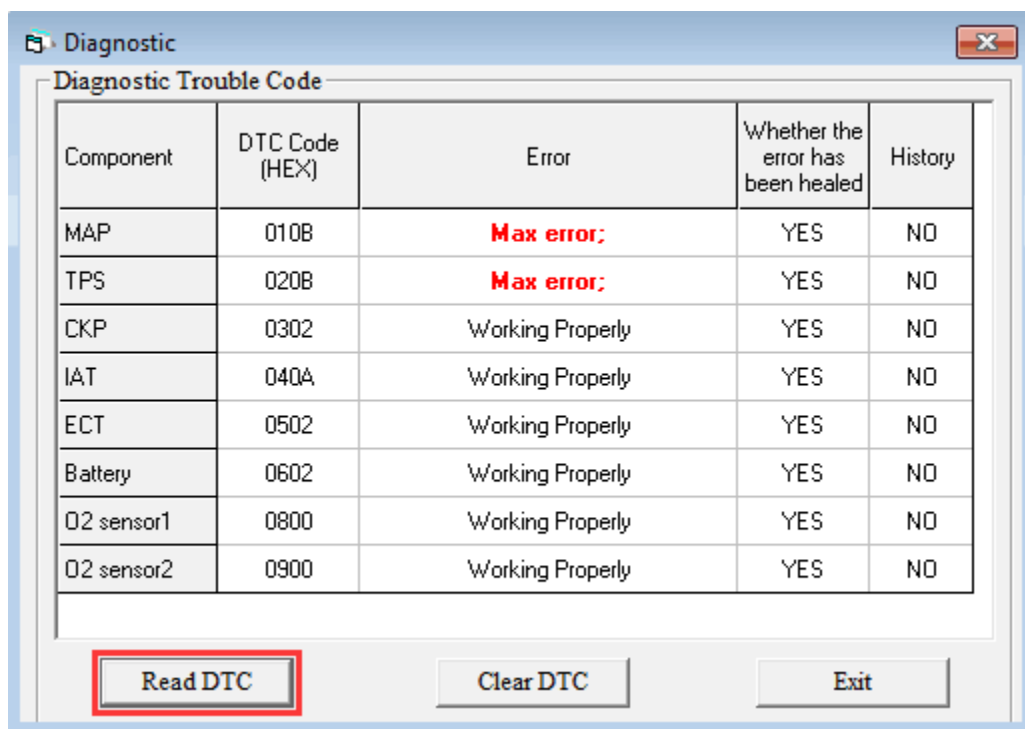 Diagnostic
Diagnostic Trouble Code
Component DTC Code (HEX) Error Whether the error has been healed History
MAP 010B Max error; YES NO
TPS 020B Max error; YES NO
CKP 0302 Working Properly YES NO
IAT 040A Working Properly YES NO
ECT 0502 Working Properly YES NO
Battery 0602 Working Properly YES NO
O2 sensor1 0800 Working Properly YES NO
O2 sensor2 0900 Working Properly YES NO
Read DTC Clear DTC Exit